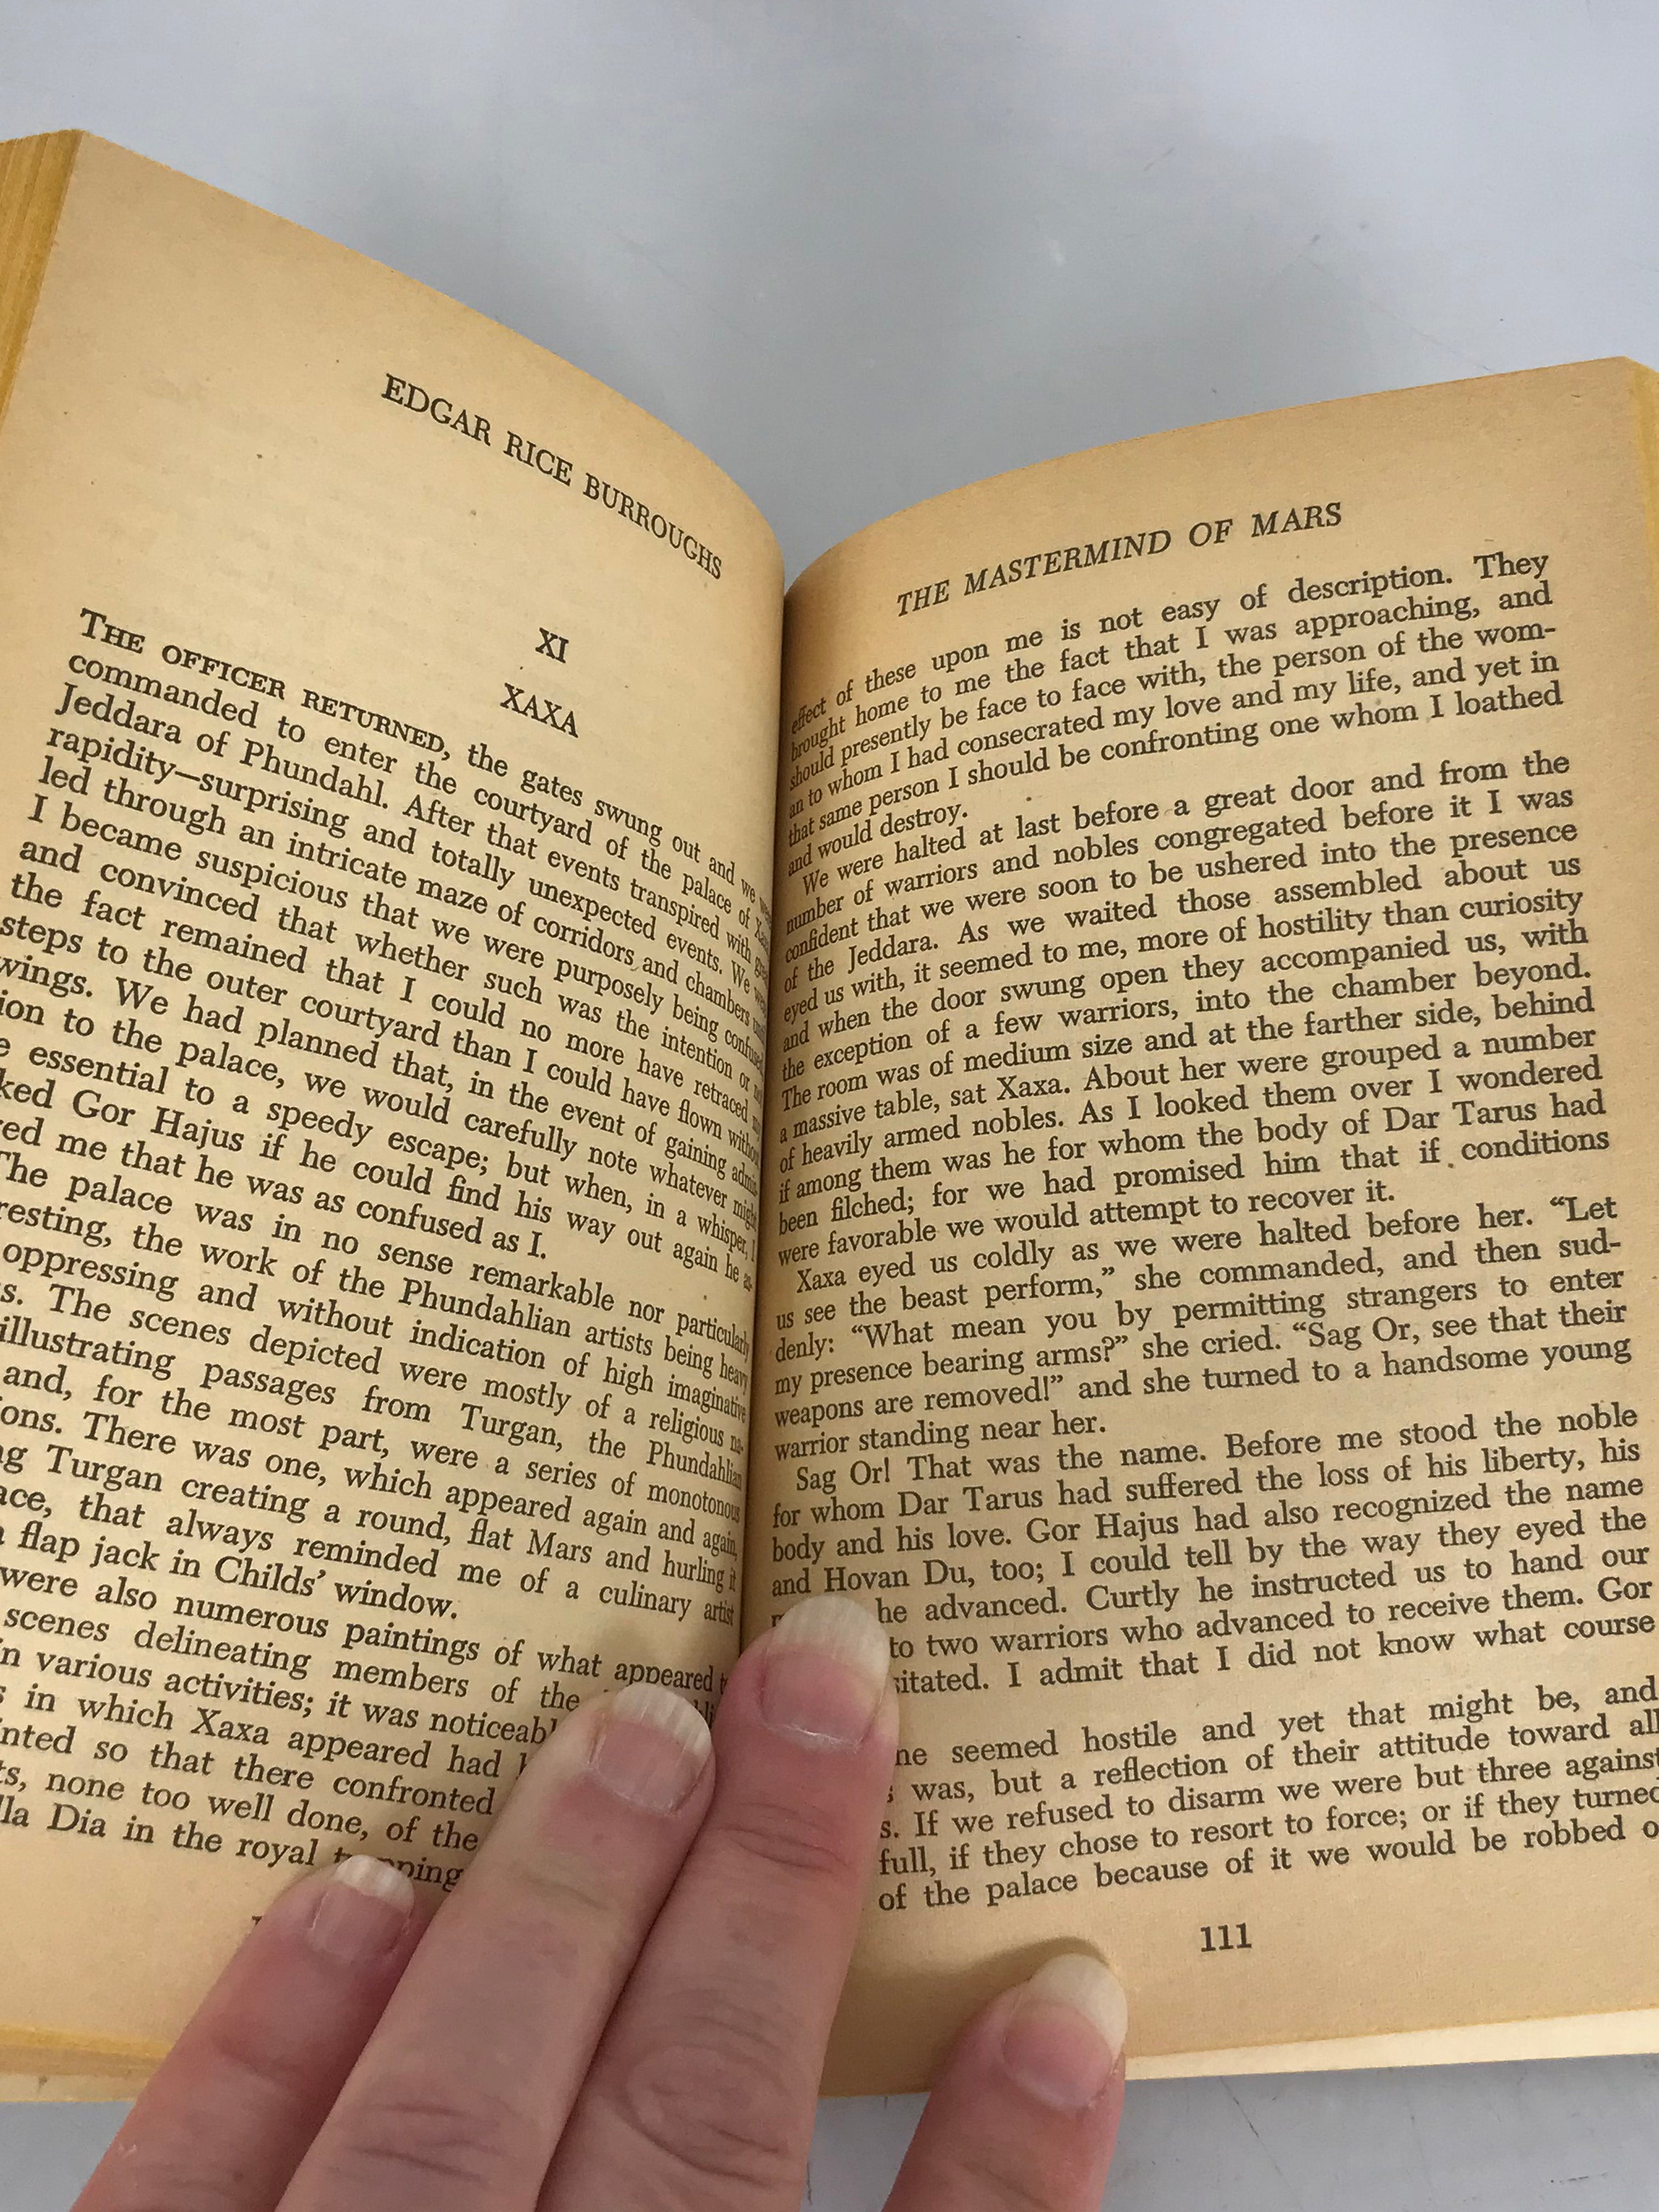 EDGAR RICE BURROUGHS
XI
XAXA
THE OFFICER RETURNED, the gates swung out and we were
commanded to enter the courtyard of the palace of Xaxa,
Jeddara of Phundahl. After that events transpired with great
rapidity—surprising and totally unexpected events. We were
led through an intricate maze of corridors and chambers until
I became suspicious that we were purposely being confused,
and convinced that whether such was the intention or not
the fact remained that I could no more have retraced my
steps to the outer courtyard than I could have flown without
wings. We had planned that, in the event of gaining admis-
ion to the palace, we would carefully note whatever might
essential to a speedy escape; but when, in a whisper, I
ked Gor Hajus if he could find his way out again he as-
ed me that he was as confused as I.
The palace was in no sense remarkable nor particularly
resting, the work of the Phundahlian artists being heavy
oppressing and without indication of high imaginative
s. The scenes depicted were mostly of a religious na-
illustrating passages from Turgan, the Phundahlian
and, for the most part, were a series of monotonous
ons. There was one, which appeared again and again,
g Turgan creating a round, flat Mars and hurling it
ace, that always reminded me of a culinary artist
flap jack in Childs' window.
were also numerous paintings of what appeared to
scenes delineating members of the
in various activities; it was noticeabl
in which Xaxa appeared had
nted so that there confronted
ts, none too well done, of the
lla Dia in the royal
THE MASTERMIND OF MARS
effect of these upon me is not easy of description. They
brought home to me the fact that I was approaching, and
should presently be face to face with, the person of the wom-
an to whom I had consecrated my love and my life, and yet in
that same person I should be confronting one whom I loathed
and would destroy.
We were halted at last before a great door and from the
number of warriors and nobles congregated before it I was
confident that we were soon to be ushered into the presence
of the Jeddara. As we waited those assembled about us
eyed us with, it seemed to me, more of hostility than curiosity
and when the door swung open they accompanied us, with
the exception of a few warriors, into the chamber beyond.
The room was of medium size and at the farther side, behind
a massive table, sat Xaxa. About her were grouped a number
of heavily armed nobles. As I looked them over I wondered
if among them was he for whom the body of Dar Tarus had
been filched; for we had promised him that if conditions
were favorable we would attempt to recover it.
Xaxa eyed us coldly as we were halted before her. "Let
us see the beast perform," she commanded, and then sud-
denly: "What mean you by permitting strangers to enter
my presence bearing arms?" she cried. "Sag Or, see that their
weapons are removed!" and she turned to a handsome young
warrior standing near her.
Sag Or! That was the name. Before me stood the noble
for whom Dar Tarus had suffered the loss of his liberty, his
body and his love. Gor Hajus had also recognized the name
and Hovan Du, too; I could tell by the way they eyed the
he advanced. Curtly he instructed us to hand our
to two warriors who advanced to receive them. Gor
sitated. I admit that I did not know what course
ne seemed hostile and yet that might be, and
was, but a reflection of their attitude toward all
s. If we refused to disarm we were but three against
full, if they chose to resort to force; or if they turned
of the palace because of it we would be robbed o
111